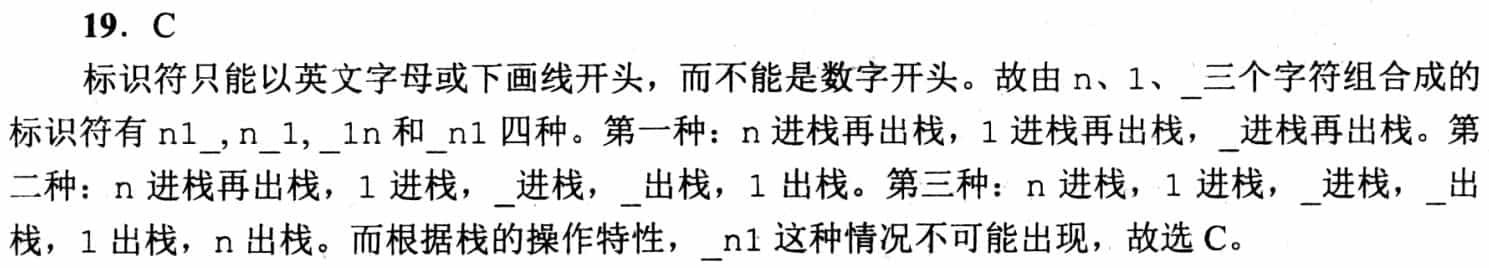 19. C
标识符只能以英文字母或下画线开头，而不能是数字开头。故由 n、1、_三个字符组合成的
标识符有 n1_, n_1, _1n 和_n1 四种。第一种：n 进栈再出栈，1 进栈再出栈，_进栈再出栈。第
二种：n 进栈再出栈，1 进栈，_进栈，_出栈，1 出栈。第三种：n 进栈，1 进栈，_进栈，_出
栈，1 出栈，n 出栈。而根据栈的操作特性，_n1 这种情况不可能出现，故选 C。